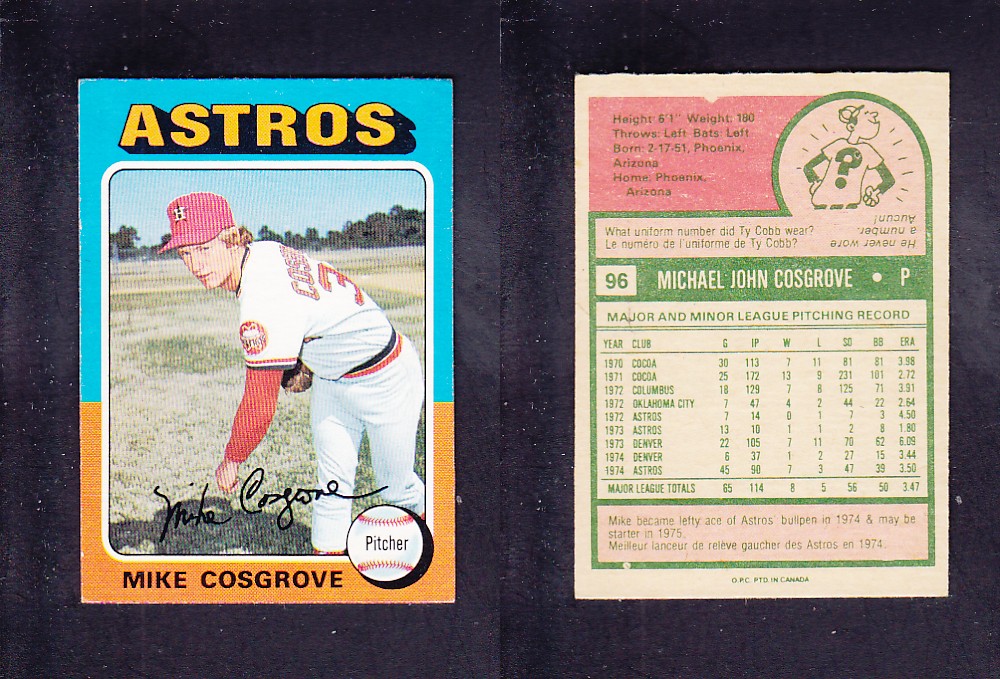 ASTROS
H
COSG
3
Mike Cosgrove
Pitcher
MIKE COSGROVE
Height: 6'1" Weight: 180
Throws: Left Bats: Left
Born: 2-17-51, Phoenix,
Arizona
Home, Phoenix,
Arizona
?
What uniform number did Ty Cobb wear?
Le numéro de l'uniforme de Ty Cobb?
He never wore
a number.
Aucun!
96 MICHAEL JOHN COSGROVE • P
MAJOR AND MINOR LEAGUE PITCHING RECORD
YEAR CLUB G IP W L SO BB ERA
1970 COCOA 30 113 7 11 81 81 3.98
1971 COCOA 25 172 13 9 231 101 2.72
1972 COLUMBUS 18 129 7 8 125 71 3.91
1972 OKLAHOMA CITY 7 47 4 2 44 22 2.64
1972 ASTROS 7 14 0 1 7 3 4.50
1973 ASTROS 13 10 1 1 2 8 1.80
1973 DENVER 22 105 7 11 70 62 6.09
1974 DENVER 6 37 1 2 27 15 3.44
1974 ASTROS 45 90 7 3 47 39 3.50
MAJOR LEAGUE TOTALS 65 114 8 5 56 50 3.47
Mike became lefty ace of Astros' bullpen in 1974 & may be
starter in 1975.
Meilleur lanceur de relève gaucher des Astros en 1974.
O.P.C. PTD. IN CANADA